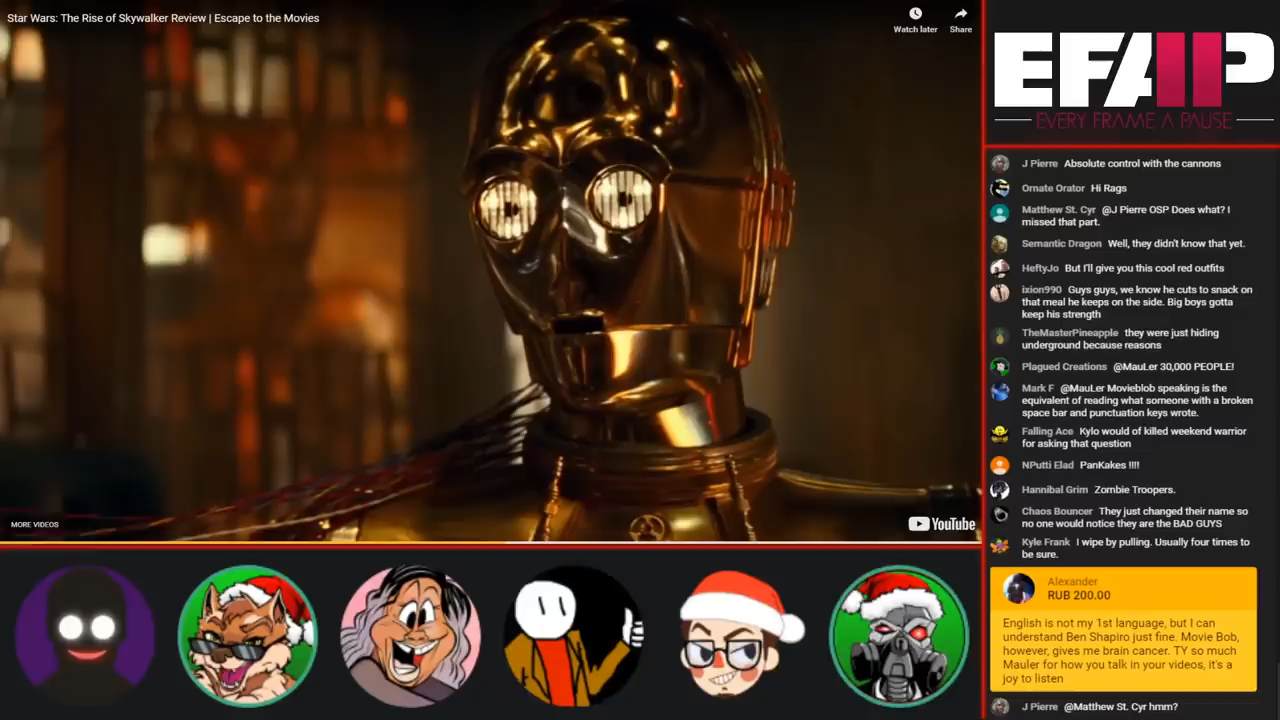 Star Wars: The Rise of Skywalker Review | Escape to the Movies
Watch later
Share
MORE VIDEOS
YouTube
EFAP
EVERY FRAME A PAUSE
J Pierre Absolute control with the cannons
Ornate Orator Hi Rags
Matthew St. Cyr @J Pierre OSP Does what? I
missed that part.
Semantic Dragon Well, they didn't know that yet.
HeftyJo But I'll give you this cool red outfits
ixion990 Guys guys, we know he cuts to snack on
that meal he keeps on the side. Big boys gotta
keep his strength
TheMasterPineapple they were just hiding
underground because reasons
Plagued Creations @MauLer 30,000 PEOPLE!
Mark F @MauLer Movieblob speaking is the
equivalent of reading what someone with a broken
space bar and punctuation keys wrote.
Falling Ace Kylo would of killed weekend warrior
for asking that question
NPutti Elad PanKakes !!!!
Hannibal Grim Zombie Troopers.
Chaos Bouncer They just changed their name so
no one would notice they are the BAD GUYS
Kyle Frank I wipe by pulling. Usually four times to
be sure.
Alexander
RUB 200.00
English is not my 1st language, but I can
understand Ben Shapiro just fine. Movie Bob,
however, gives me brain cancer. TY so much
Mauler for how you talk in your videos, it's a
joy to listen
J Pierre @Matthew St. Cyr hmm?